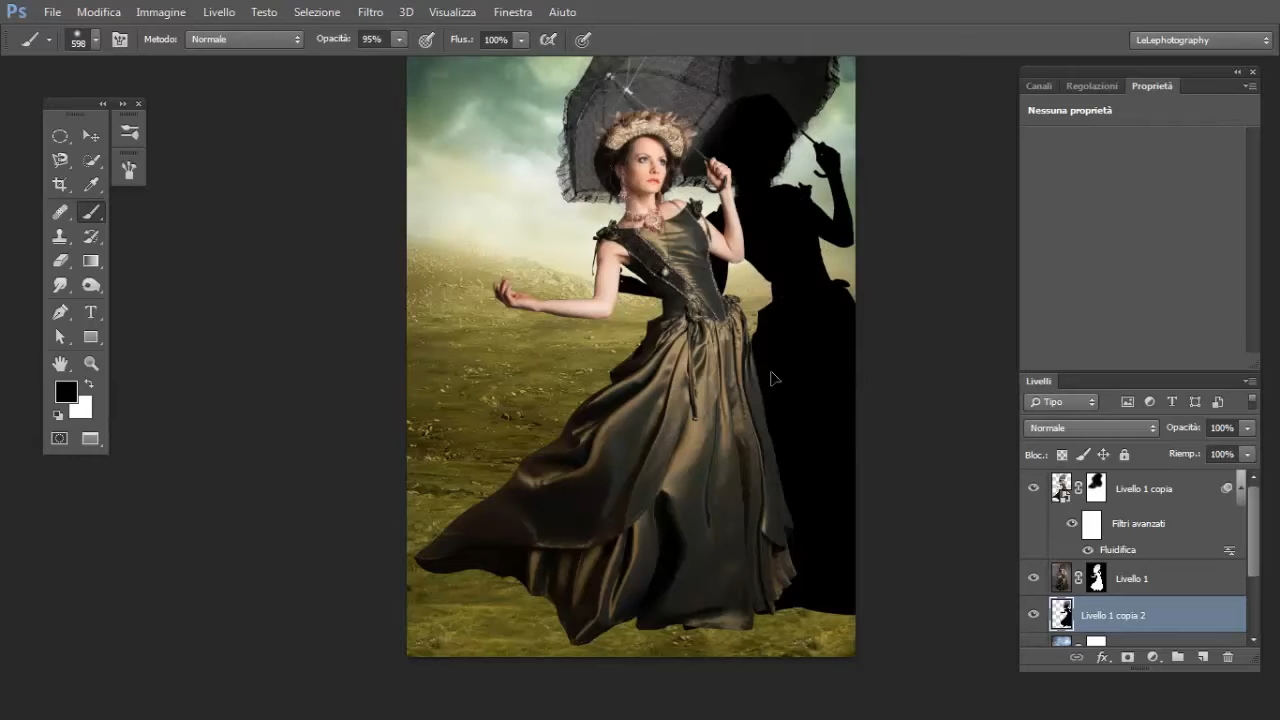 Ps File Modifica Immagine Livello Testo Selezione Filtro 3D Visualizza Finestra Aiuto
598 Metodo: Normale Opacità: 95% Flus.: 100% LeLephotography
Canali Regolazioni Proprietà
Nessuna proprietà
Livelli
Tipo
Normale Opacità: 100%
Bloc.: Riemp.: 100%
Livello 1 copia
Filtri avanzati
Fluidifica
Livello 1
Livello 1 copia 2
fx